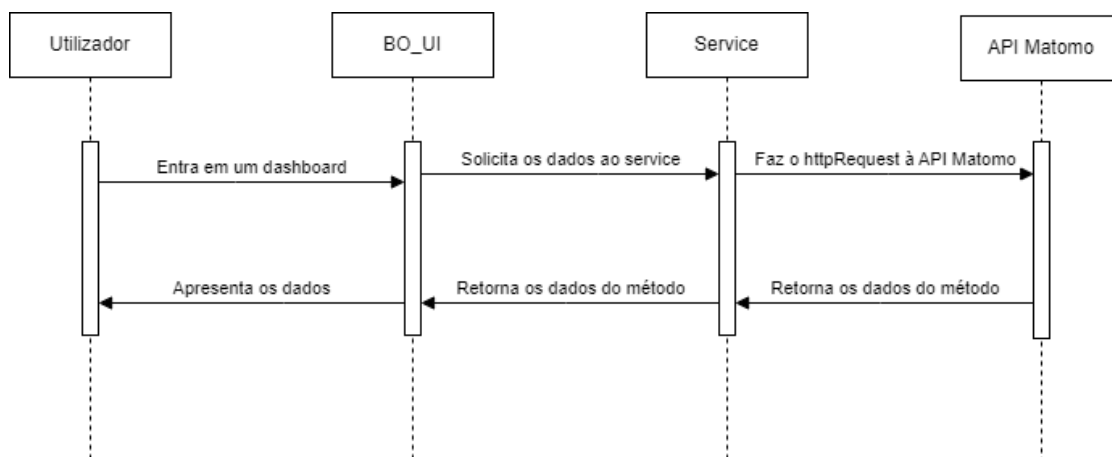 Utilizador
BO_UI
Service
API Matomo
Entra em um dashboard
Solicita os dados ao service
Faz o httpRequest à API Matomo
Apresenta os dados
Retorna os dados do método
Retorna os dados do método